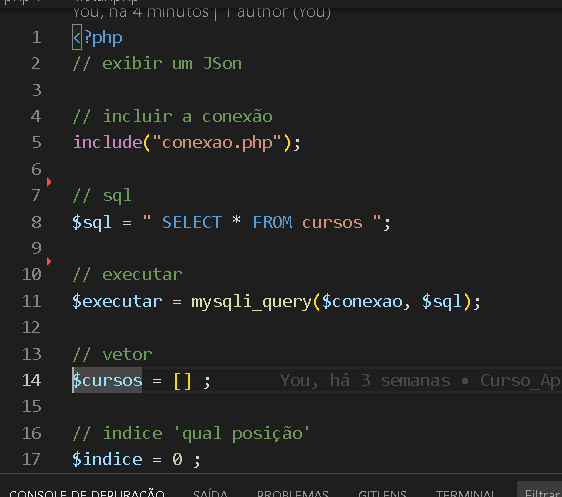 You, há 4 minutos | 1 author (You)
1 <?php
2 // exibir um JSon
3
4 // incluir a conexão
5 include("conexao.php");
6
7 // sql
8 $sql = " SELECT * FROM cursos ";
9
10 // executar
11 $executar = mysqli_query($conexao, $sql);
12
13 // vetor
14 $cursos = [] ; You, há 3 semanas • Curso_Ap
15
16 // indice 'qual posição'
17 $indice = 0 ;
CONSOLE DE DEPURAÇÃO SAÍDA PROBLEMAS GITLENS TERMINAL Filtrar